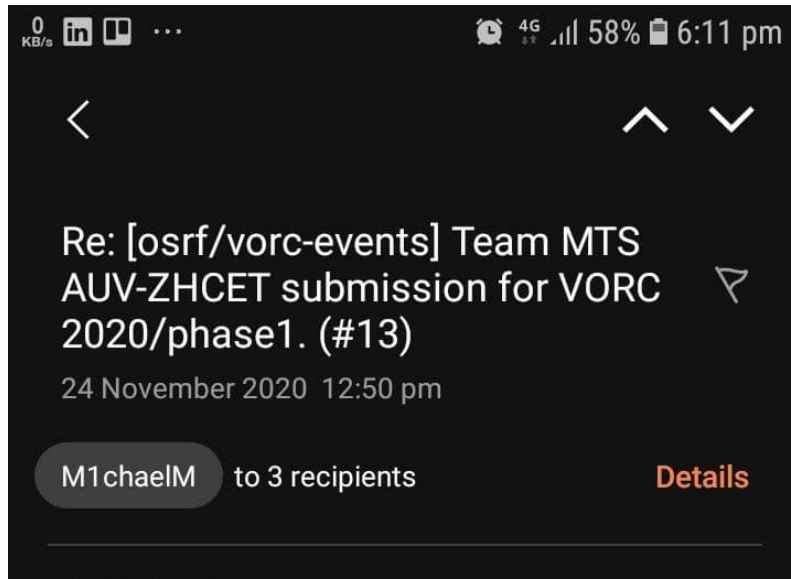 0 KB/s in ... 4G 58% 6:11 pm
Re: [osrf/vorc-events] Team MTS
AUV-ZHCET submission for VORC
2020/phase1. (#13)
24 November 2020 12:50 pm
M1chaelM to 3 recipients Details